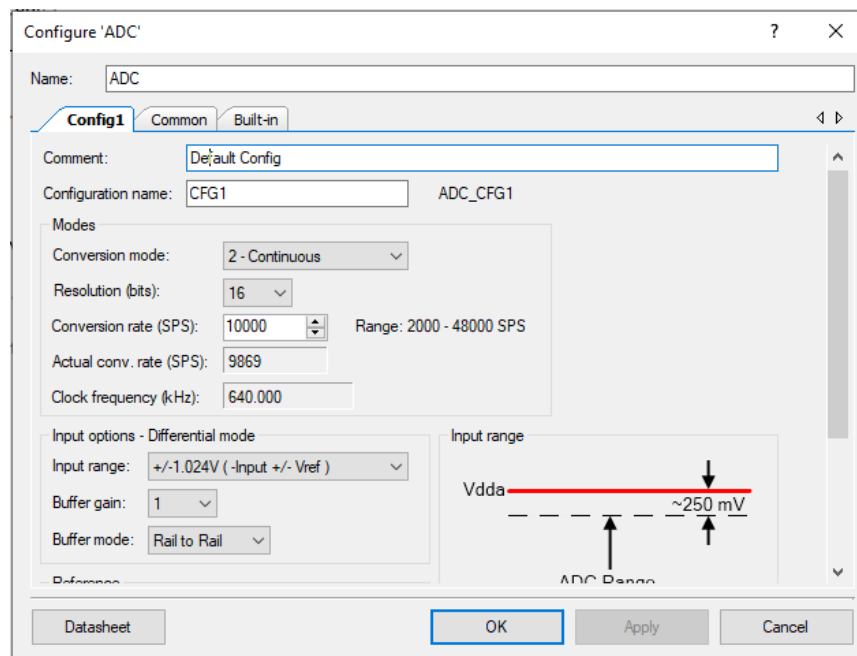 Configure 'ADC'
Name: ADC
Config1 Common Built-in
Comment: Default Config
Configuration name: CFG1 ADC_CFG1
Modes
Conversion mode: 2 - Continuous
Resolution (bits): 16
Conversion rate (SPS): 10000 Range: 2000 - 48000 SPS
Actual conv. rate (SPS): 9869
Clock frequency (kHz): 640.000
Input options - Differential mode
Input range: +/-1.024V ( -Input +/- Vref )
Buffer gain: 1
Buffer mode: Rail to Rail
Input range
Vdda
~250 mV
ADC Range
Reference
Datasheet OK Apply Cancel